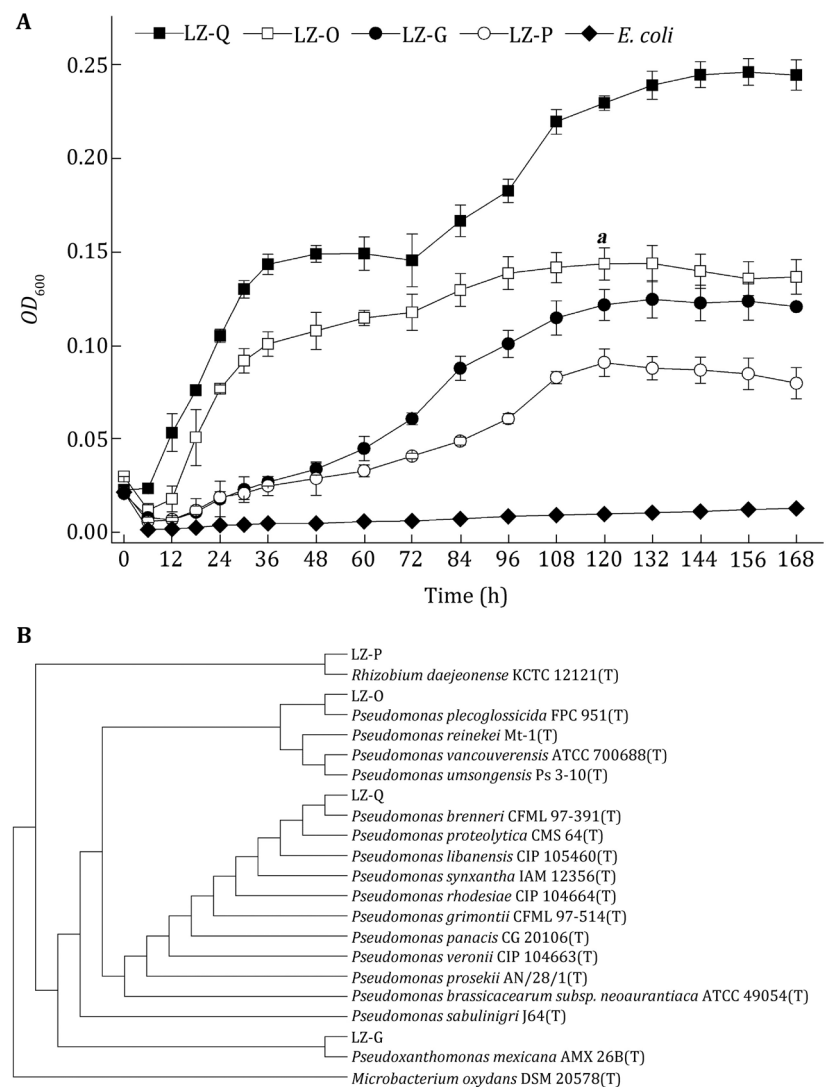 A
LZ-Q LZ-O LZ-G LZ-P E. coli
0.25
0.20
0.15
0.10
0.05
0.00
OD600
a
0 12 24 36 48 60 72 84 96 108 120 132 144 156 168
Time (h)
B
LZ-P
Rhizobium daejeonense KCTC 12121(T)
LZ-O
Pseudomonas plecoglossicida FPC 951(T)
Pseudomonas reinekei Mt-1(T)
Pseudomonas vancouverensis ATCC 700688(T)
Pseudomonas umsongensis Ps 3-10(T)
LZ-Q
Pseudomonas brenneri CFML 97-391(T)
Pseudomonas proteolytica CMS 64(T)
Pseudomonas libanensis CIP 105460(T)
Pseudomonas synxantha IAM 12356(T)
Pseudomonas rhodesiae CIP 104664(T)
Pseudomonas grimontii CFML 97-514(T)
Pseudomonas panacis CG 20106(T)
Pseudomonas veronii CIP 104663(T)
Pseudomonas prosekii AN/28/1(T)
Pseudomonas brassicacearum subsp. neoaurantiaca ATCC 49054(T)
Pseudomonas sabulinigri J64(T)
LZ-G
Pseudoxanthomonas mexicana AMX 26B(T)
Microbacterium oxydans DSM 20578(T)